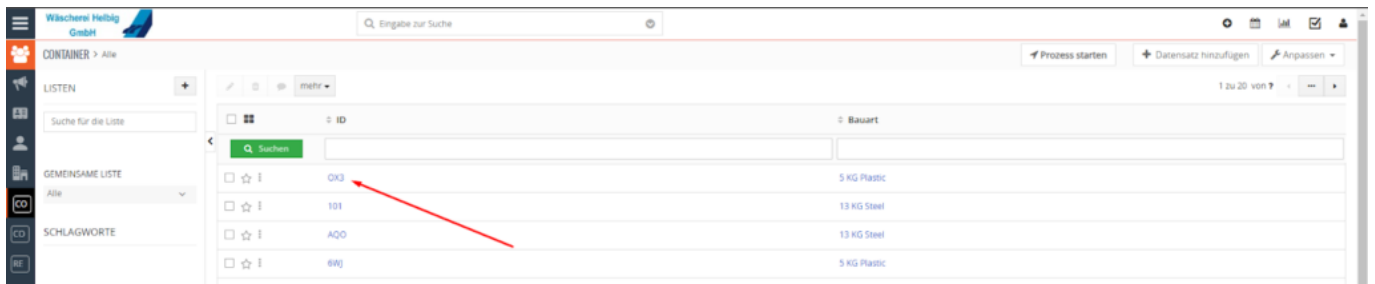 Wäscherei Helbig
GmbH
Eingabe zur Suche
CONTAINER > Alle
Prozess starten
+ Datensatz hinzufügen
Anpassen
LISTEN
+
mehr
1 zu 20 von ?
...
Suche für die Liste
ID
Bauart
Suchen
GEMEINSAME LISTE
Alle
SCHLAGWORTE
OX3
5 KG Plastic
101
13 KG Steel
AQO
13 KG Steel
6WJ
5 KG Plastic
CO
CO
RE